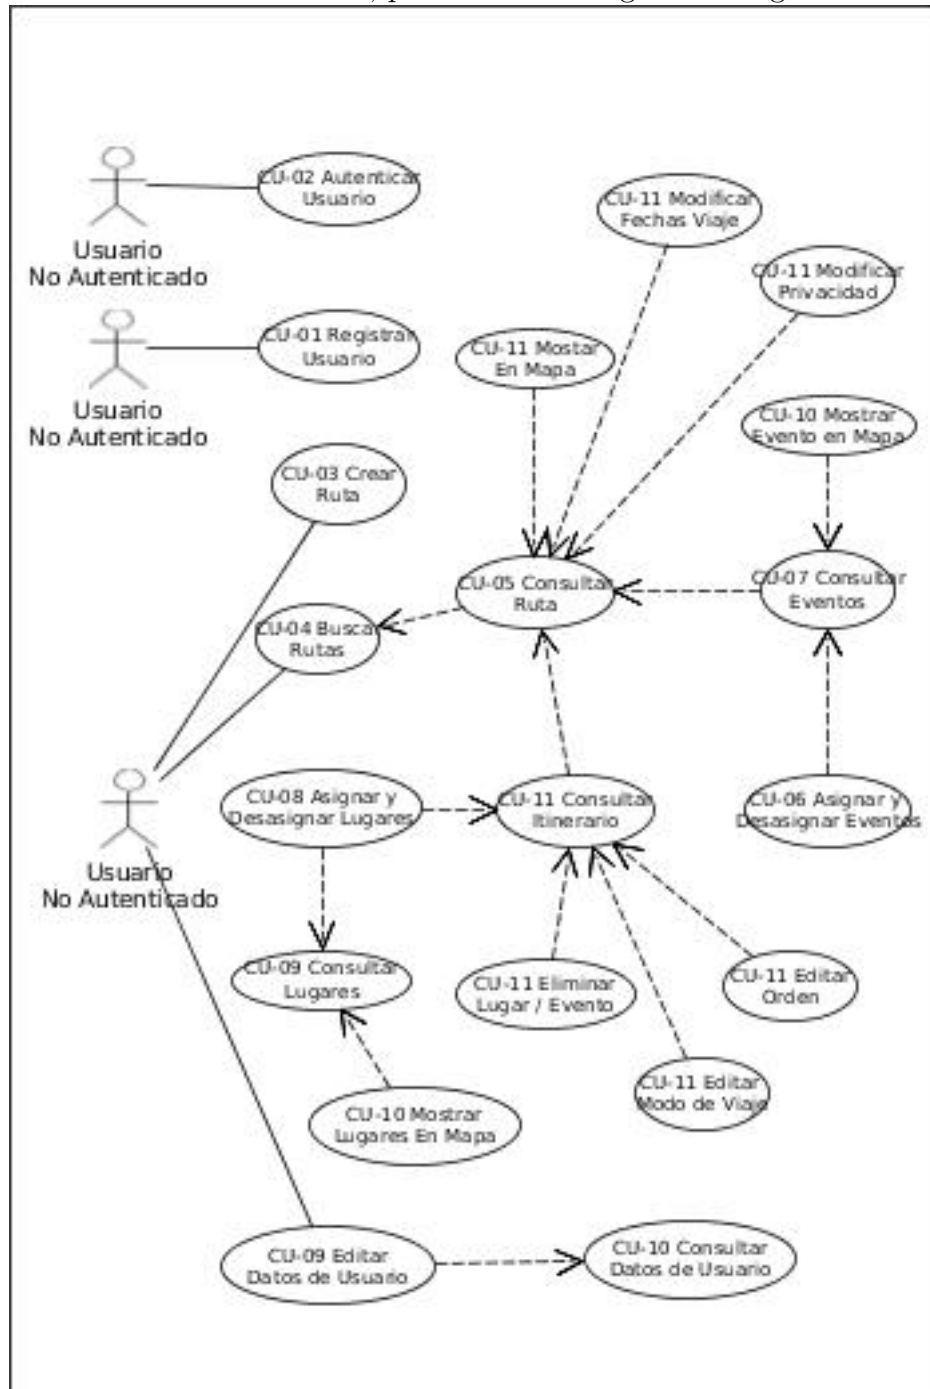 CU-02 Autenticar
Usuario
Usuario
No Autenticado
CU-11 Modificar
Fechas Viaje
CU-11 Modificar
Privacidad
CU-01 Registrar
Usuario
Usuario
No Autenticado
CU-11 Mostar
En Mapa
CU-10 Mostrar
Evento en Mapa
CU-03 Crear
Ruta
CU-05 Consultar
Ruta
CU-07 Consultar
Eventos
CU-04 Buscar
Rutas
CU-08 Asignar y
Desasignar Lugares
CU-11 Consultar
Itinerario
CU-06 Asignar y
Desasignar Eventos
Usuario
No Autenticado
CU-09 Consultar
Lugares
CU-11 Eliminar
Lugar / Evento
CU-11 Editar
Orden
CU-11 Editar
Modo de Viaje
CU-10 Mostrar
Lugares En Mapa
CU-09 Editar
Datos de Usuario
CU-10 Consultar
Datos de Usuario